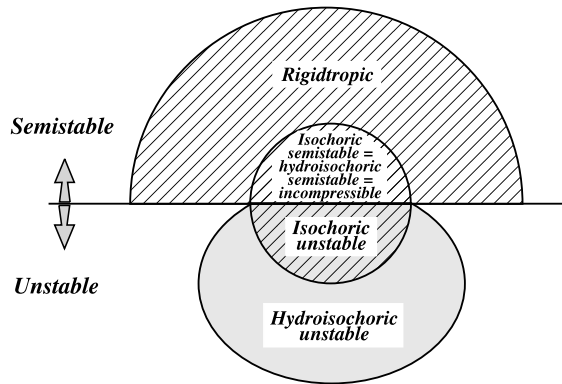 Rigidtropic
Semistable
Isochoric
semistable =
hydroisochoric
semistable =
incompressible
Isochoric
unstable
Unstable
Hydroisochoric
unstable